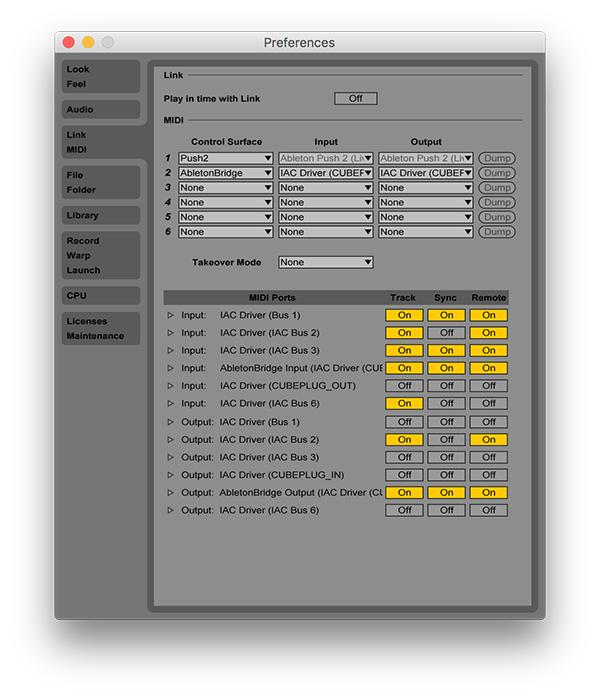 Preferences
Look
Feel
Audio
Link
MIDI
File
Folder
Library
Record
Warp
Launch
CPU
Licenses
Maintenance
Link
Play in time with Link Off
MIDI
Control Surface Input Output
1 Push2 Ableton Push 2 (Liv Ableton Push 2 (Liv Dump
2 AbletonBridge IAC Driver (CUBEF IAC Driver (CUBEF Dump
3 None None None Dump
4 None None None Dump
5 None None None Dump
6 None None None Dump
Takeover Mode None
MIDI Ports Track Sync Remote
Input: IAC Driver (Bus 1) On On On
Input: IAC Driver (IAC Bus 2) On Off On
Input: IAC Driver (IAC Bus 3) On On On
Input: AbletonBridge Input (IAC Driver (CUB On On On
Input: IAC Driver (CUBEPLUG_OUT) Off Off Off
Input: IAC Driver (IAC Bus 6) On Off Off
Output: IAC Driver (Bus 1) Off Off Off
Output: IAC Driver (IAC Bus 2) On Off On
Output: IAC Driver (IAC Bus 3) Off Off Off
Output: IAC Driver (CUBEPLUG_IN) Off Off Off
Output: AbletonBridge Output (IAC Driver (CU On On On
Output: IAC Driver (IAC Bus 6) Off Off Off